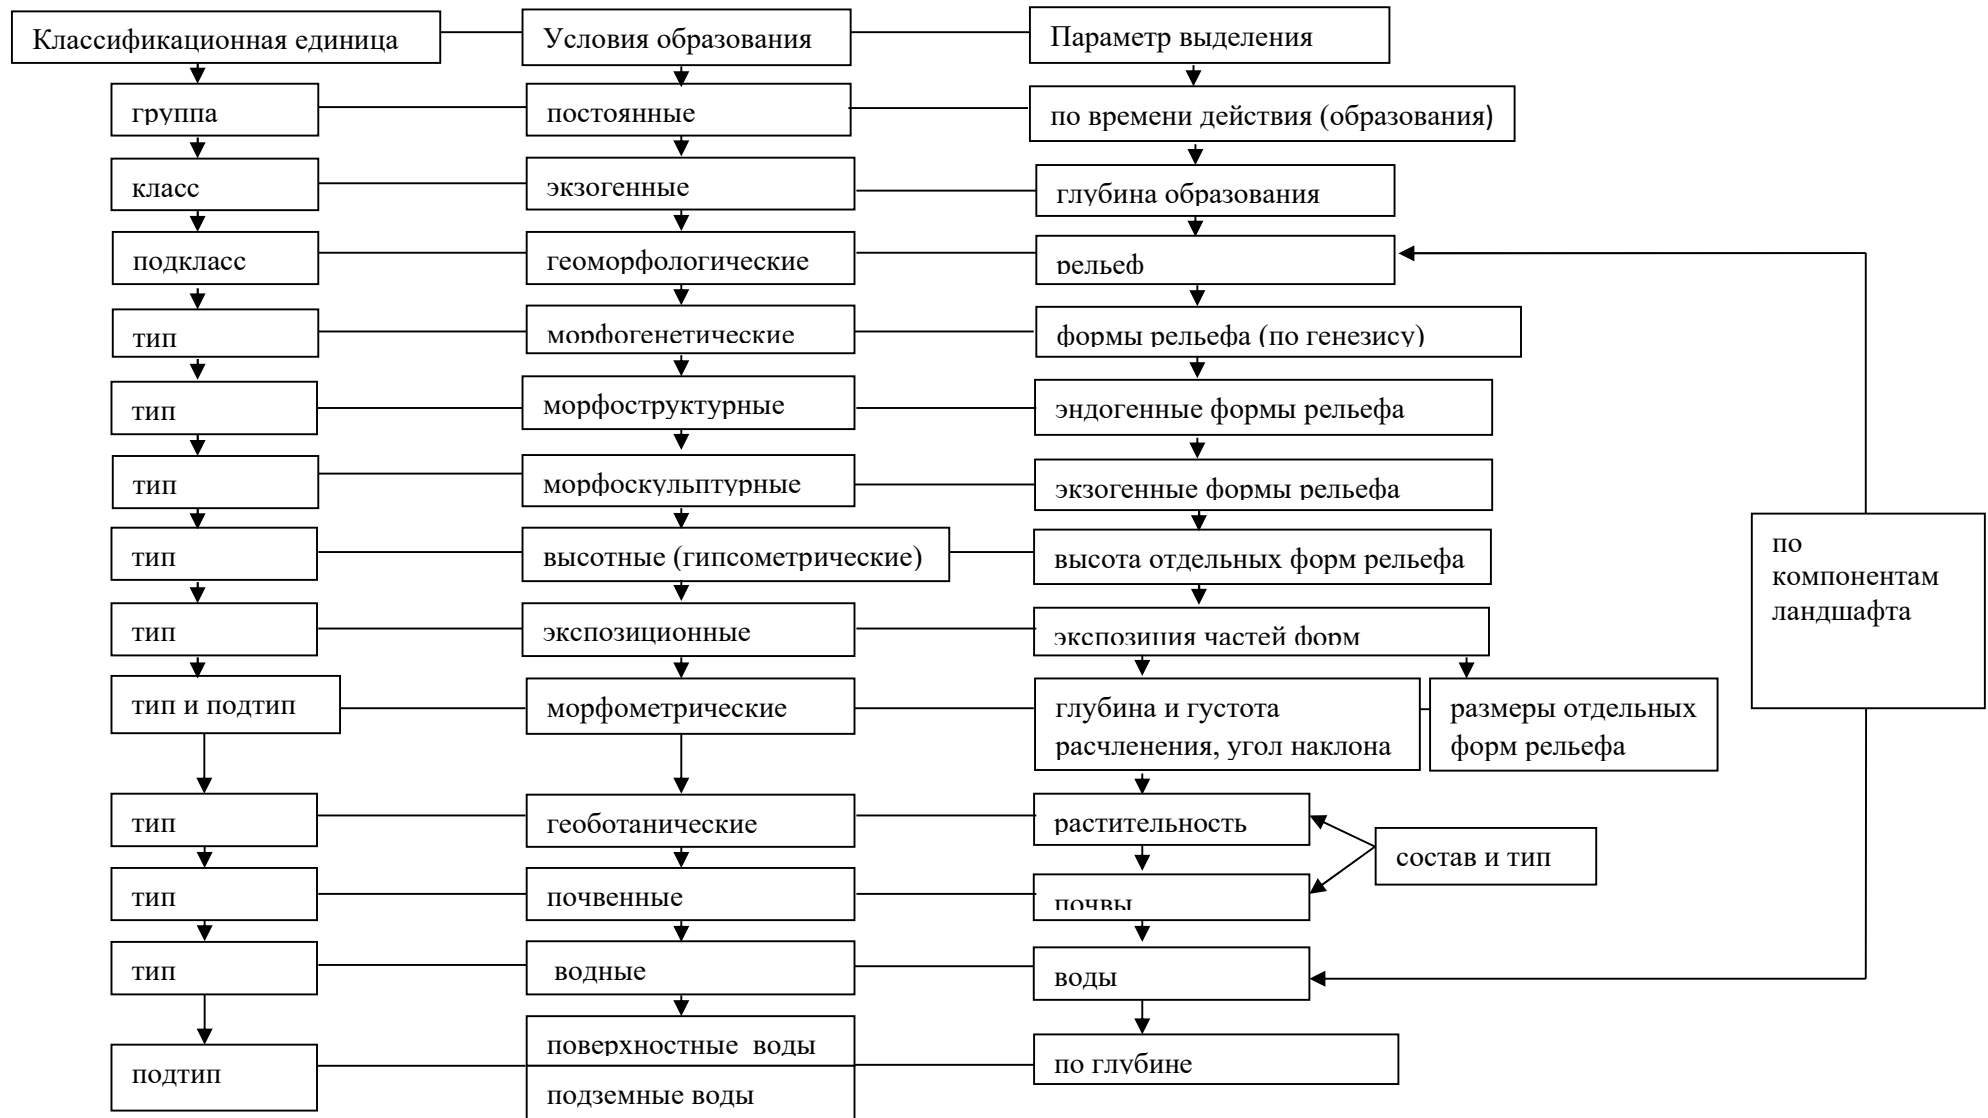 Классификационная единица
Условия образования
Параметр выделения
группа
постоянные
по времени действия (образования)
класс
экзогенные
глубина образования
подкласс
геоморфологические
рельеф
тип
морфогенетические
формы рельефа (по генезису)
тип
морфоструктурные
эндогенные формы рельефа
тип
морфоскульптурные
экзогенные формы рельефа
тип
высотные (гипсометрические)
высота отдельных форм рельефа
по
компонентам
ландшафта
тип
экспозиционные
экспозиция частей форм
тип и подтип
морфометрические
глубина и густота
расчленения, угол наклона
размеры отдельных
форм рельефа
тип
геоботанические
растительность
состав и тип
тип
почвенные
почвы
тип
водные
воды
подтип
поверхностные воды
подземные воды
по глубине